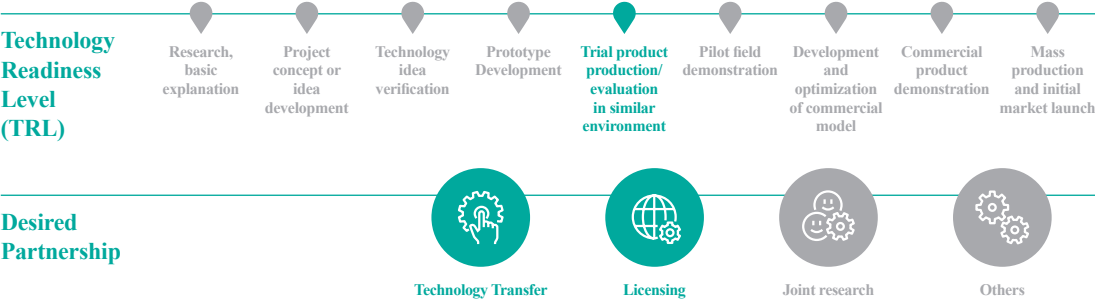 Technology
Readiness
Level
(TRL)
Research,
basic
explanation
Project
concept or
idea
development
Technology
idea
verification
Prototype
Development
Trial product
production/
evaluation
in similar
environment
Pilot field
demonstration
Development
and
optimization
of commercial
model
Commercial
product
demonstration
Mass
production
and initial
market launch
Desired
Partnership
Technology Transfer
Licensing
Joint research
Others